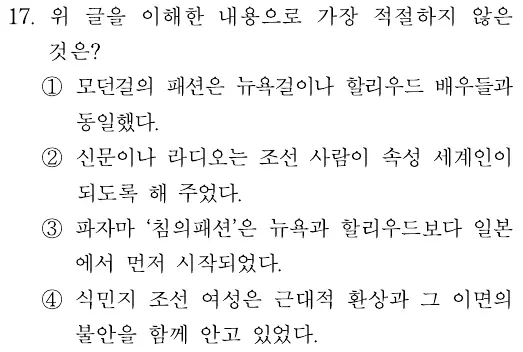 17. 위 글을 이해한 내용으로 가장 적절하지 않은
것은?
① 모던걸의 패션은 뉴욕걸이나 할리우드 배우들과
동일했다.
② 신문이나 라디오는 조선 사람이 속성 세계인이
되도록 해 주었다.
③ 파자마 ‘침의패션’은 뉴욕과 할리우드보다 일본
에서 먼저 시작되었다.
④ 식민지 조선 여성은 근대적 환상과 그 이면의
불안을 함께 안고 있었다.